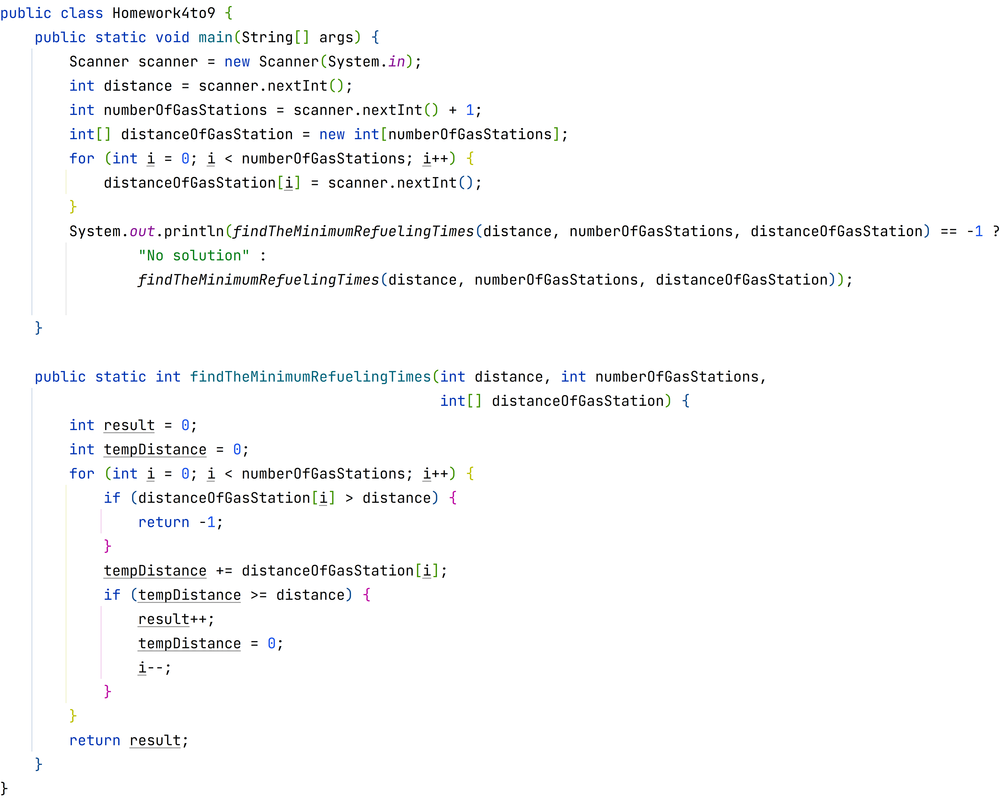 public class Homework4to9 {
    public static void main(String[] args) {
        Scanner scanner = new Scanner(System.in);
        int distance = scanner.nextInt();
        int numberOfGasStations = scanner.nextInt() + 1;
        int[] distanceOfGasStation = new int[numberOfGasStations];
        for (int i = 0; i < numberOfGasStations; i++) {
            distanceOfGasStation[i] = scanner.nextInt();
        }
        System.out.println(findTheMinimumRefuelingTimes(distance, numberOfGasStations, distanceOfGasStation) == -1 ?
                "No solution" :
                findTheMinimumRefuelingTimes(distance, numberOfGasStations, distanceOfGasStation));
    }
    public static int findTheMinimumRefuelingTimes(int distance, int numberOfGasStations,
                                                   int[] distanceOfGasStation) {
        int result = 0;
        int tempDistance = 0;
        for (int i = 0; i < numberOfGasStations; i++) {
            if (distanceOfGasStation[i] > distance) {
                return -1;
            }
            tempDistance += distanceOfGasStation[i];
            if (tempDistance >= distance) {
                result++;
                tempDistance = 0;
                i--;
            }
        }
        return result;
    }
}